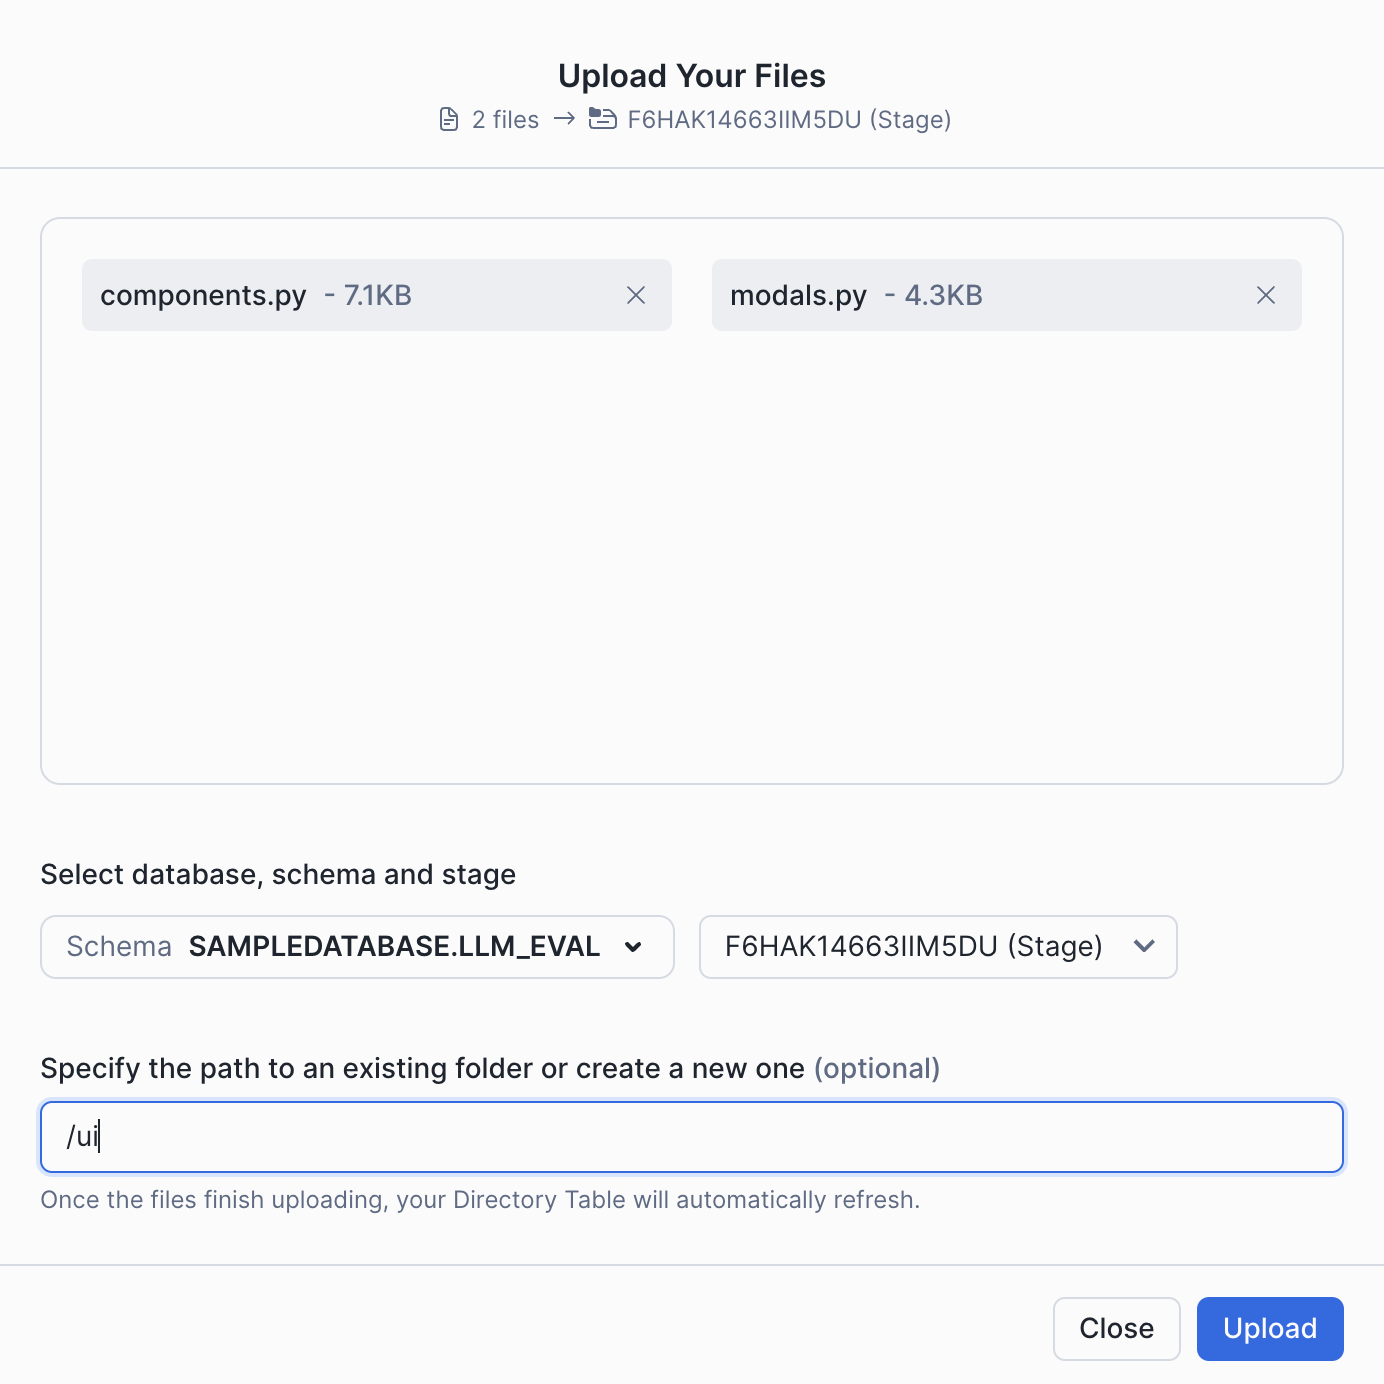 Upload Your Files
2 files → F6HAK14663IIM5DU (Stage)
components.py - 7.1KB
modals.py - 4.3KB
Select database, schema and stage
Schema SAMPLEDATABASE.LLM_EVAL
F6HAK14663IIM5DU (Stage)
Specify the path to an existing folder or create a new one (optional)
/ui
Once the files finish uploading, your Directory Table will automatically refresh.
Close
Upload